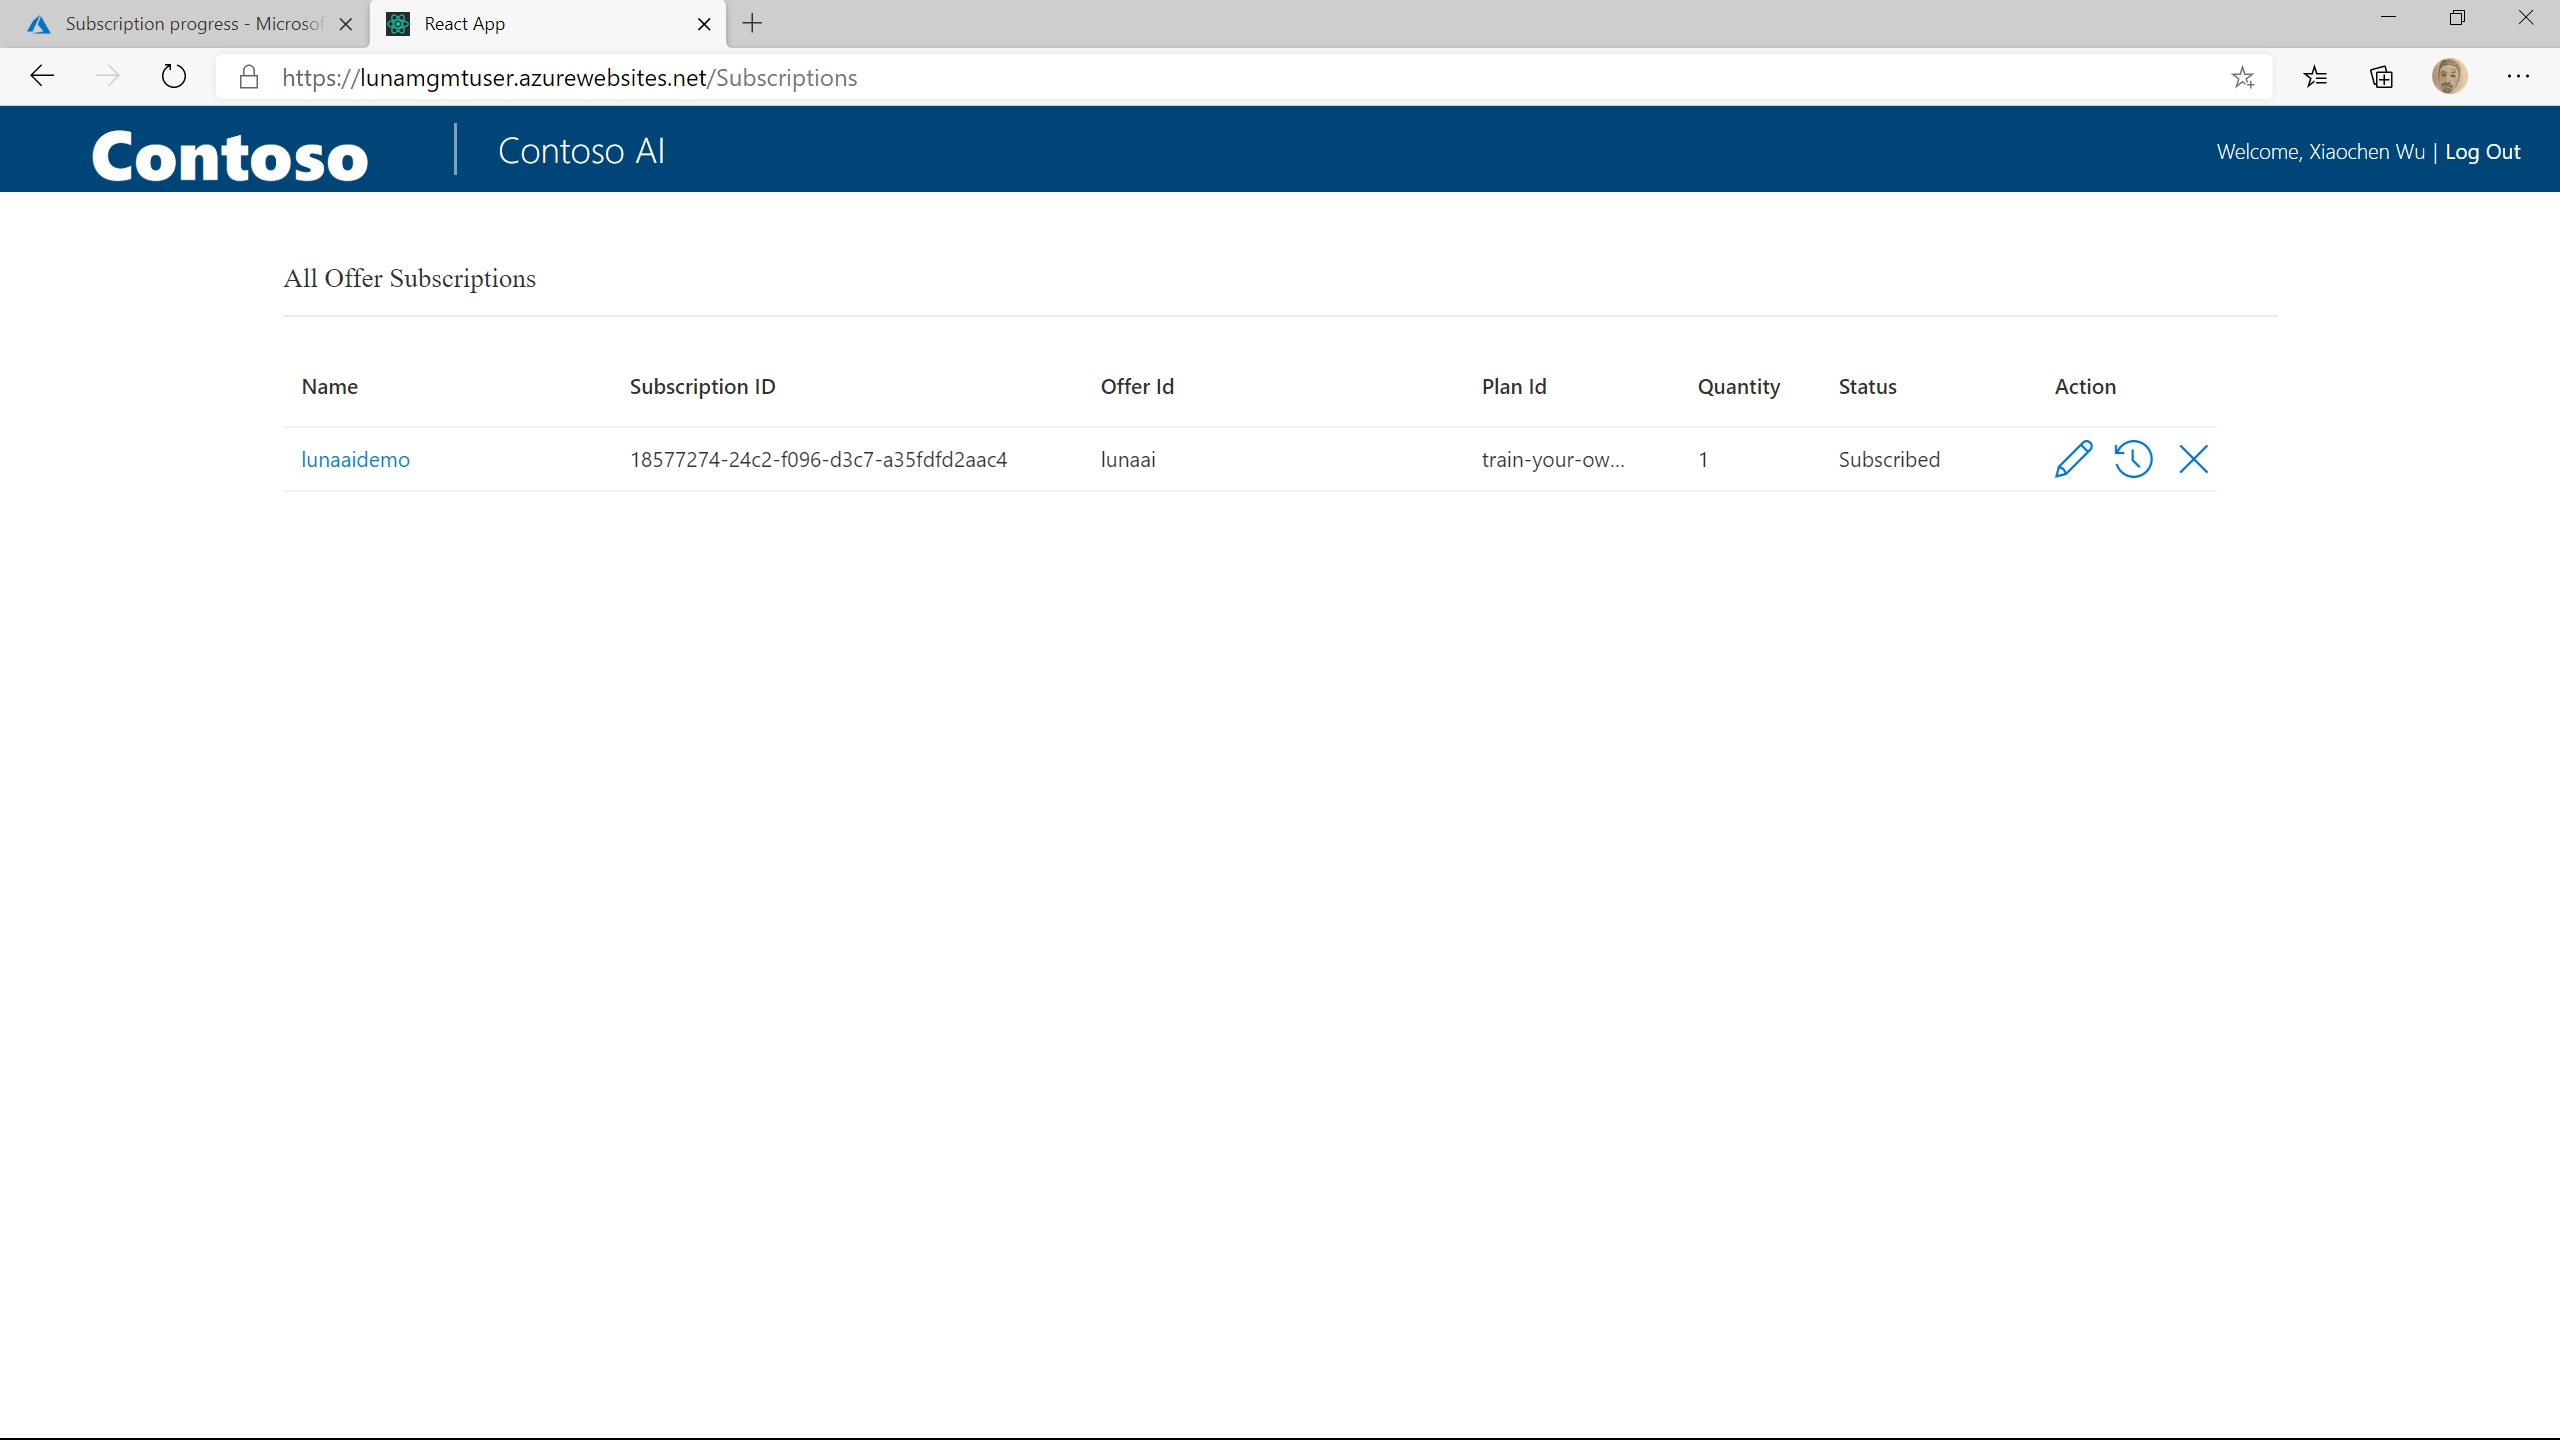 Subscription progress - Microsof
React App
https://lunamgmtuser.azurewebsites.net/Subscriptions
Contoso
Contoso AI
Welcome, Xiaochen Wu | Log Out
All Offer Subscriptions
Name Subscription ID Offer Id Plan Id Quantity Status Action
lunaaidemo 18577274-24c2-f096-d3c7-a35fdfd2aac4 lunaai train-your-ow... 1 Subscribed